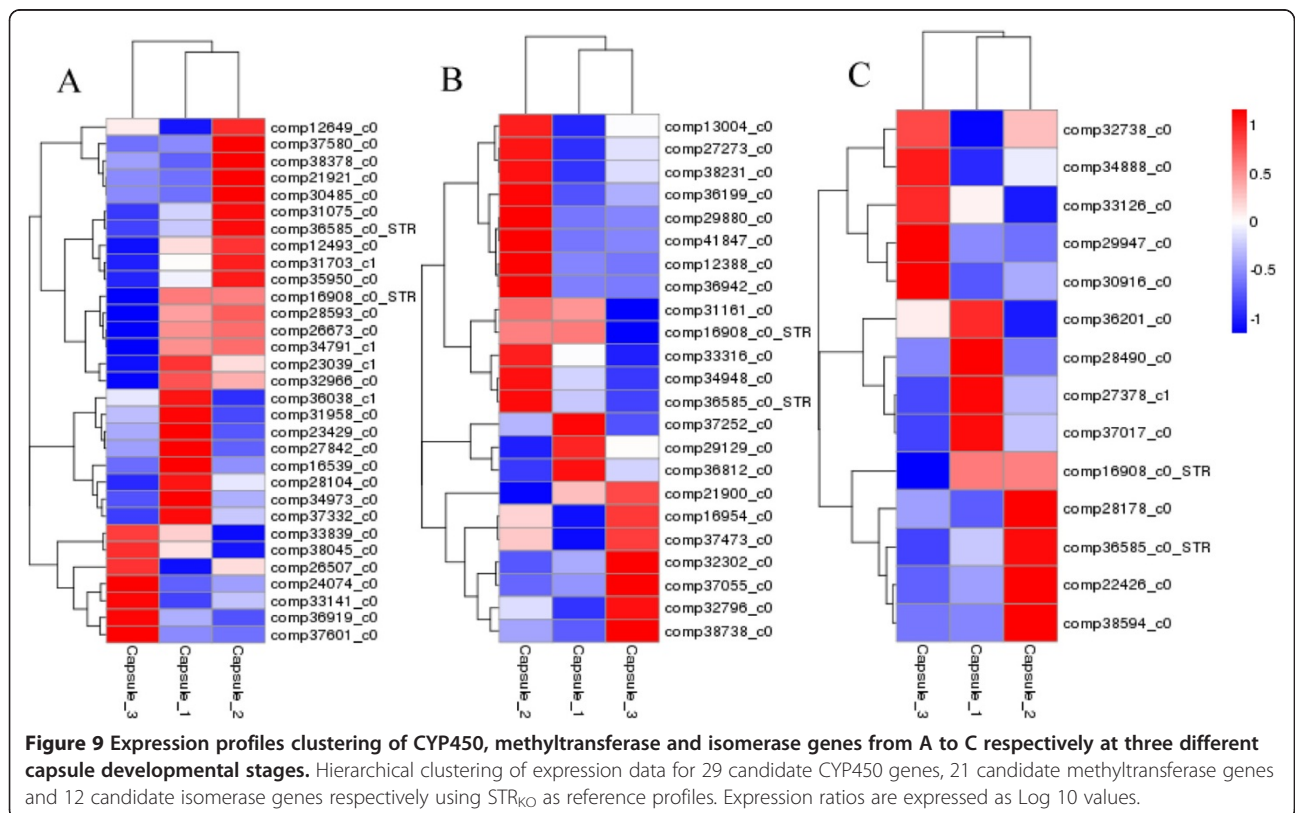 A
comp12649_c0
comp37580_c0
comp38378_c0
comp21921_c0
comp30485_c0
comp31075_c0
comp36585_c0_STR
comp12493_c0
comp31703_c1
comp35950_c0
comp16908_c0_STR
comp28593_c0
comp26673_c0
comp34791_c1
comp23039_c1
comp32966_c0
comp36038_c1
comp31958_c0
comp23429_c0
comp27842_c0
comp16539_c0
comp28104_c0
comp34973_c0
comp37332_c0
comp33839_c0
comp38045_c0
comp26507_c0
comp24074_c0
comp33141_c0
comp36919_c0
comp37601_c0
Capsule_3
Capsule_1
Capsule_2
B
comp13004_c0
comp27273_c0
comp38231_c0
comp36199_c0
comp29880_c0
comp41847_c0
comp12388_c0
comp36942_c0
comp31161_c0
comp16908_c0_STR
comp33316_c0
comp34948_c0
comp36585_c0_STR
comp37252_c0
comp29129_c0
comp36812_c0
comp21900_c0
comp16954_c0
comp37473_c0
comp32302_c0
comp37055_c0
comp32796_c0
comp38738_c0
Capsule_2
Capsule_1
Capsule_3
C
comp32738_c0
comp34888_c0
comp33126_c0
comp29947_c0
comp30916_c0
comp36201_c0
comp28490_c0
comp27378_c1
comp37017_c0
comp16908_c0_STR
comp28178_c0
comp36585_c0_STR
comp22426_c0
comp38594_c0
Capsule_3
Capsule_1
Capsule_2
1
0.5
0
-0.5
-1
Figure 9 Expression profiles clustering of CYP450, methyltransferase and isomerase genes from A to C respectively at three different
capsule developmental stages. Hierarchical clustering of expression data for 29 candidate CYP450 genes, 21 candidate methyltransferase genes
and 12 candidate isomerase genes respectively using STRKO as reference profiles. Expression ratios are expressed as Log 10 values.